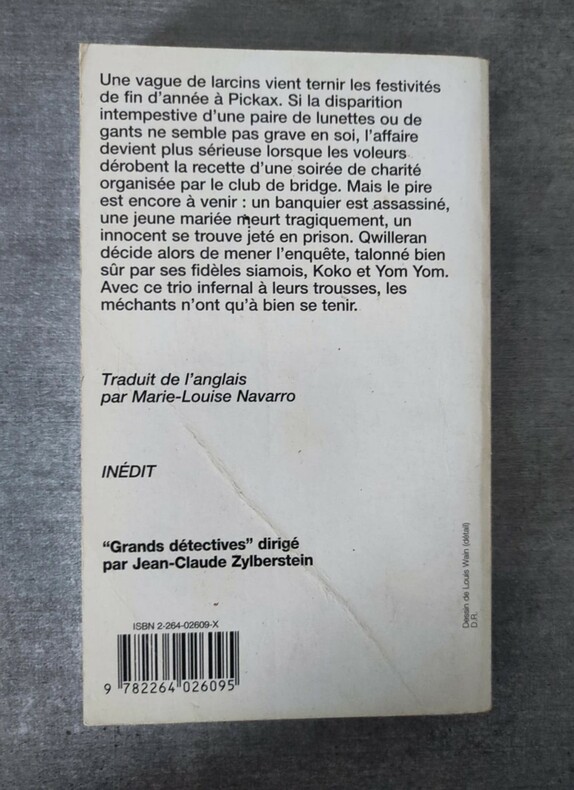 Une vague de larcins vient ternir les festivités
de fin d'année à Pickax. Si la disparition
intempestive d'une paire de lunettes ou de
gants ne semble pas grave en soi, l'affaire
devient plus sérieuse lorsque les voleurs
dérobent la recette d'une soirée de charité
organisée par le club de bridge. Mais le pire
est encore à venir : un banquier est assassiné,
une jeune mariée meurt tragiquement, un
innocent se trouve jeté en prison. Qwilleran
décide alors de mener l'enquête, talonné bien
sûr par ses fidèles siamois, Koko et Yom Yom.
Avec ce trio infernal à leurs trousses, les
méchants n'ont qu'à bien se tenir.
Traduit de l'anglais
par Marie-Louise Navarro
INÉDIT
“Grands détectives” dirigé
par Jean-Claude Zylberstein
Dessin de Louis Wain (détail)
D.R.
ISBN 2-264-02609-X
9 782264 026095